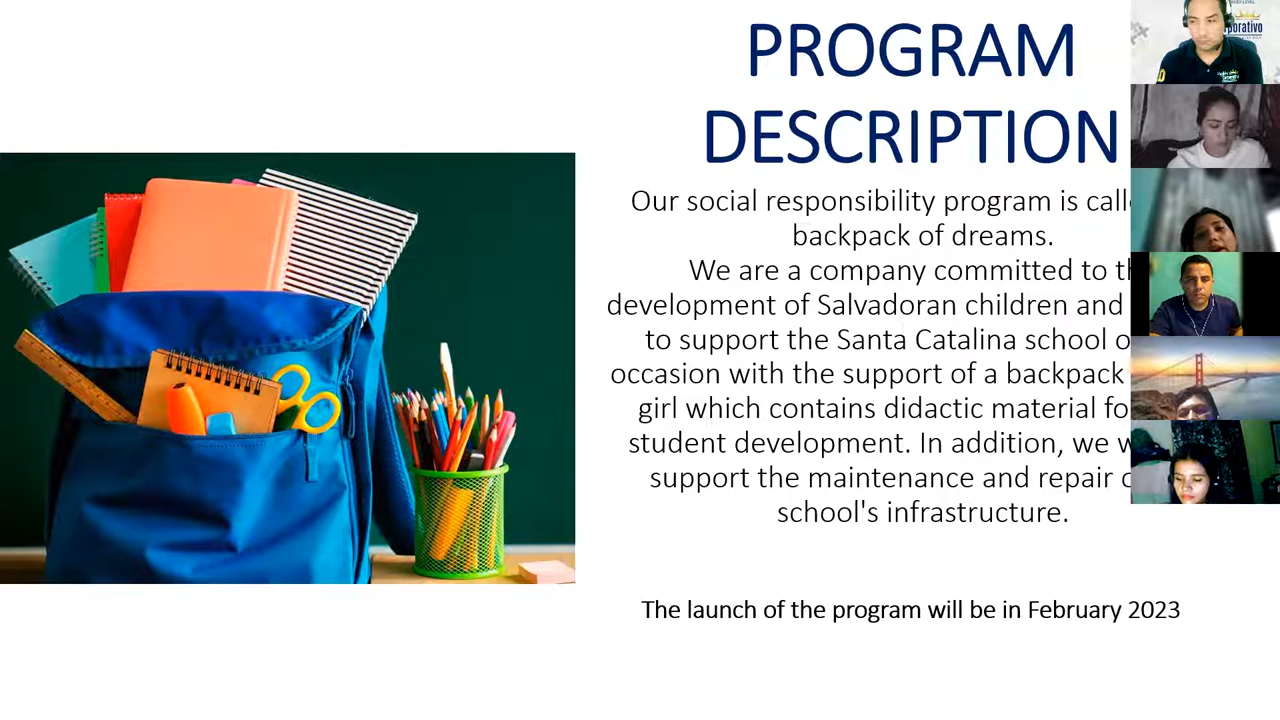 PROGRAM
DESCRIPTION
Our social responsibility program is
backpack of dreams.
We are a company committed to
development of Salvadoran children and
to support the Santa Catalina school
occasion with the support of a backpack
girl which contains didactic material
student development. In addition, we
support the maintenance and repair
school's infrastructure.
The launch of the program will be in February 2023